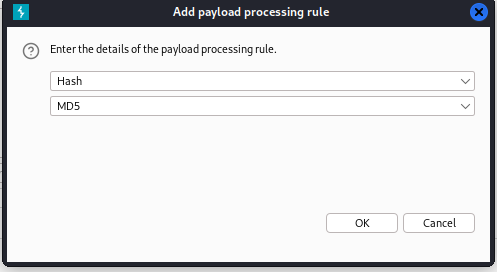 Add payload processing rule
Enter the details of the payload processing rule.
Hash
MD5
OK
Cancel